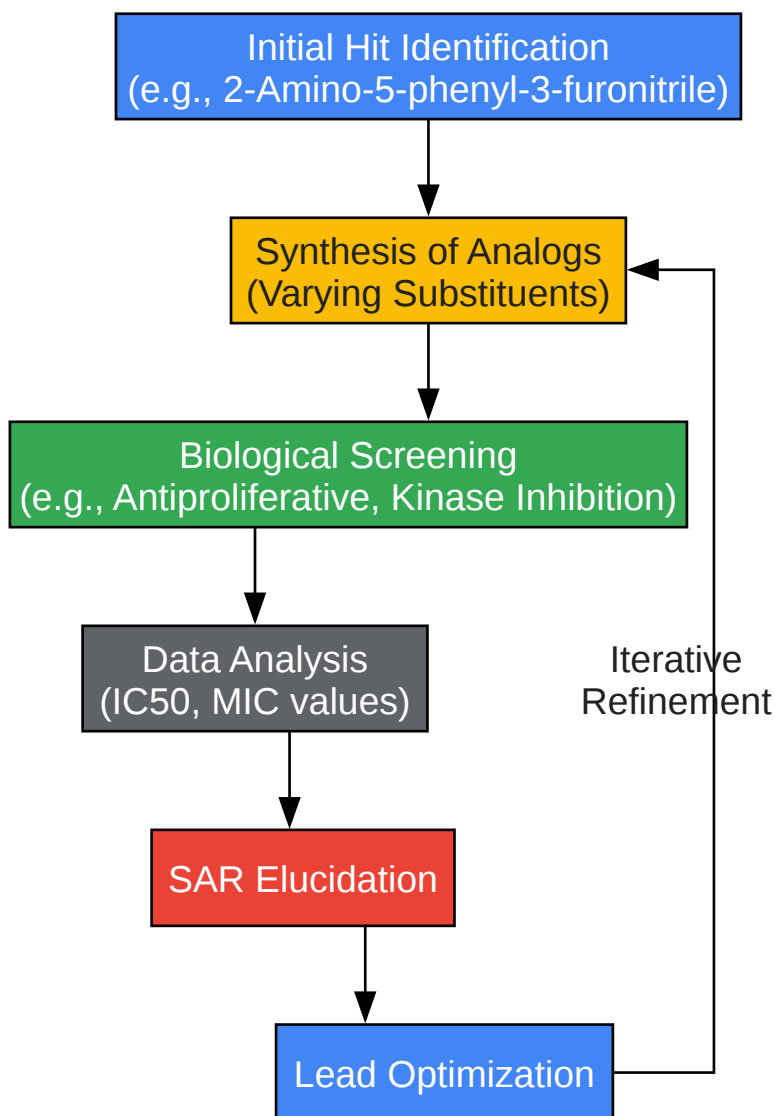 Initial Hit Identification
(e.g., 2-Amino-5-phenyl-3-furonitrile)
Synthesis of Analogs
(Varying Substituents)
Biological Screening
(e.g., Antiproliferative, Kinase Inhibition)
Data Analysis
(IC50, MIC values)
Iterative
Refinement
SAR Elucidation
Lead Optimization